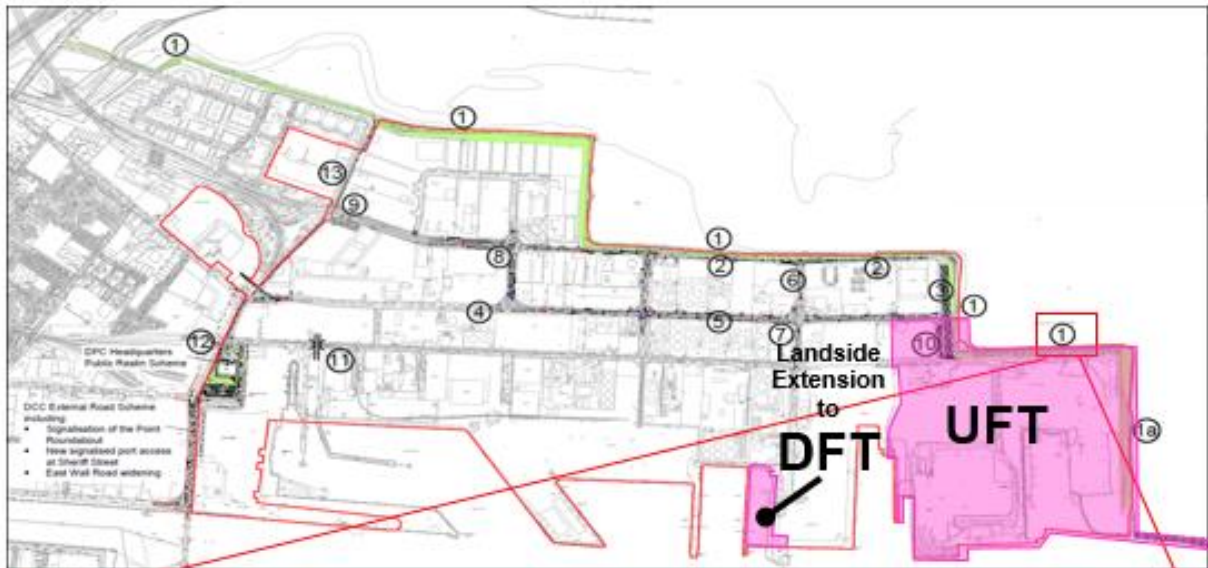 1
1
13
9
1
8
2
6
2
3
1
4
5
7
10
1
12
11
DPC Headquarters
Public Realm Scheme
Landside
Extension
to
DFT
UFT
1a
DCC External Road Scheme
including:
• Signalisation of the Point
Roundabout
• New signalised port access
at Sheriff Street
• East Wall Road widening